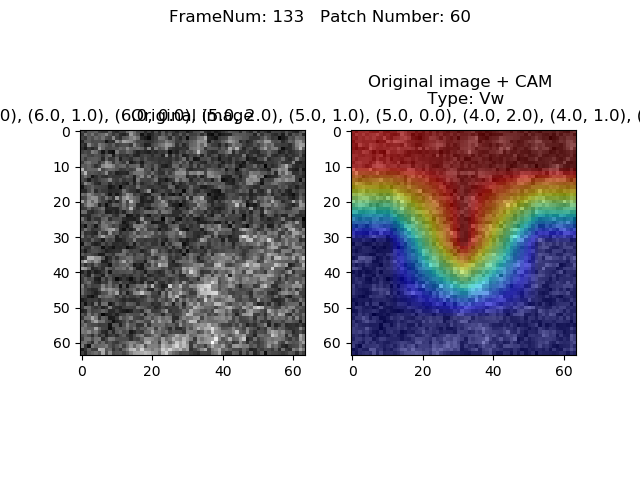 FrameNum: 133   Patch Number: 60
Original image + CAM
Type: Vw
0), (6.0, 1.0), (6.0, 0.0), (5.0, 2.0), (5.0, 1.0), (5.0, 0.0), (4.0, 2.0), (4.0, 1.0), (
Original image
0
10
20
30
40
50
60
0 20 40 60
0
10
20
30
40
50
60
0 20 40 60